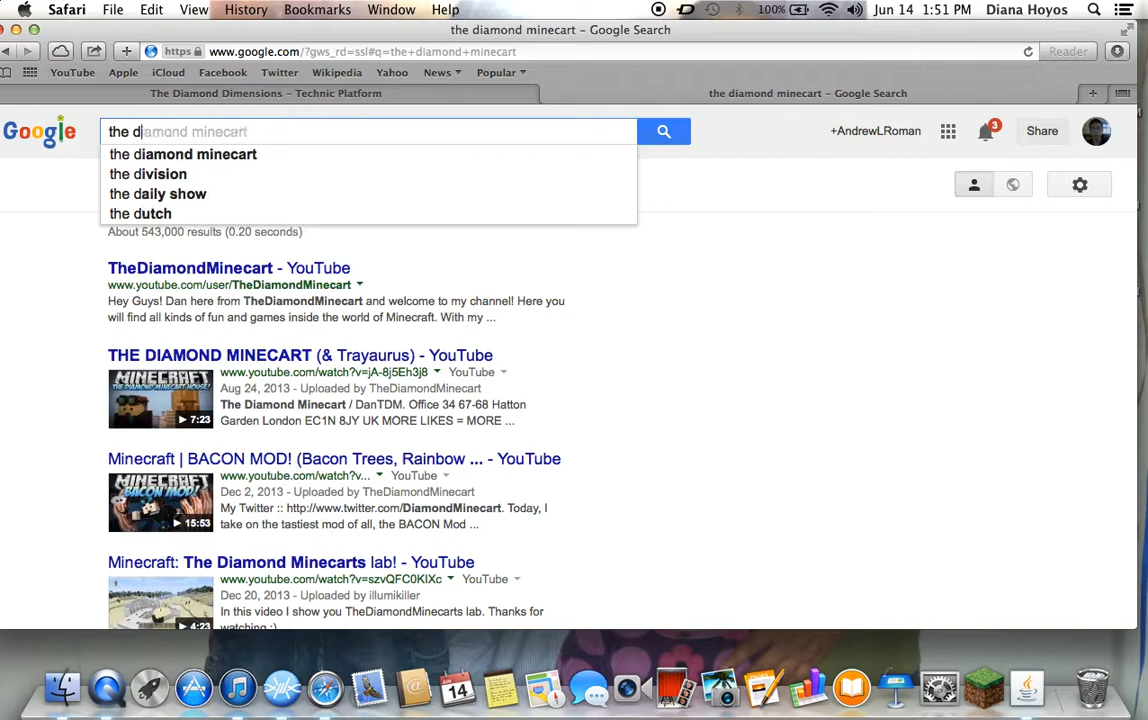 Safari File Edit View History Bookmarks Window Help 100% Jun 14 1:51 PM Diana Hoyos
the diamond minecart – Google Search
https www.google.com/?gws_rd=ssl#q=the+diamond+minecart Reader
YouTube Apple iCloud Facebook Twitter Wikipedia Yahoo News Popular
The Diamond Dimensions – Technic Platform the diamond minecart – Google Search
Google the diamond minecart +AndrewLRoman 3 Share
the diamond minecart
the division
the daily show
the dutch
About 543,000 results (0.20 seconds)
TheDiamondMinecart - YouTube
www.youtube.com/user/TheDiamondMinecart
Hey Guys! Dan here from TheDiamondMinecart and welcome to my channel! Here you
will find all kinds of fun and games inside the world of Minecraft. With my ...
THE DIAMOND MINECART (& Trayaurus) - YouTube
www.youtube.com/watch?v=jA-8j5Eh3j8 YouTube
Aug 24, 2013 - Uploaded by TheDiamondMinecart
The Diamond Minecart / DanTDM. Office 34 67-68 Hatton
Garden London EC1N 8JY UK MORE LIKES = MORE ...
MINECRAFT
7:23
Minecraft | BACON MOD! (Bacon Trees, Rainbow ... - YouTube
www.youtube.com/watch?v... YouTube
Dec 2, 2013 - Uploaded by TheDiamondMinecart
My Twitter :: http://www.twitter.com/DiamondMinecart. Today, I
take on the tastiest mod of all, the BACON Mod ...
MINECRAFT
BACON MOD!
15:53
Minecraft: The Diamond Minecarts lab! - YouTube
www.youtube.com/watch?v=szvQFC0KIXc YouTube
Dec 20, 2013 - Uploaded by illumikiller
In this video I show you TheDiamondMinecarts lab. Thanks for
watching :)
4:23
14